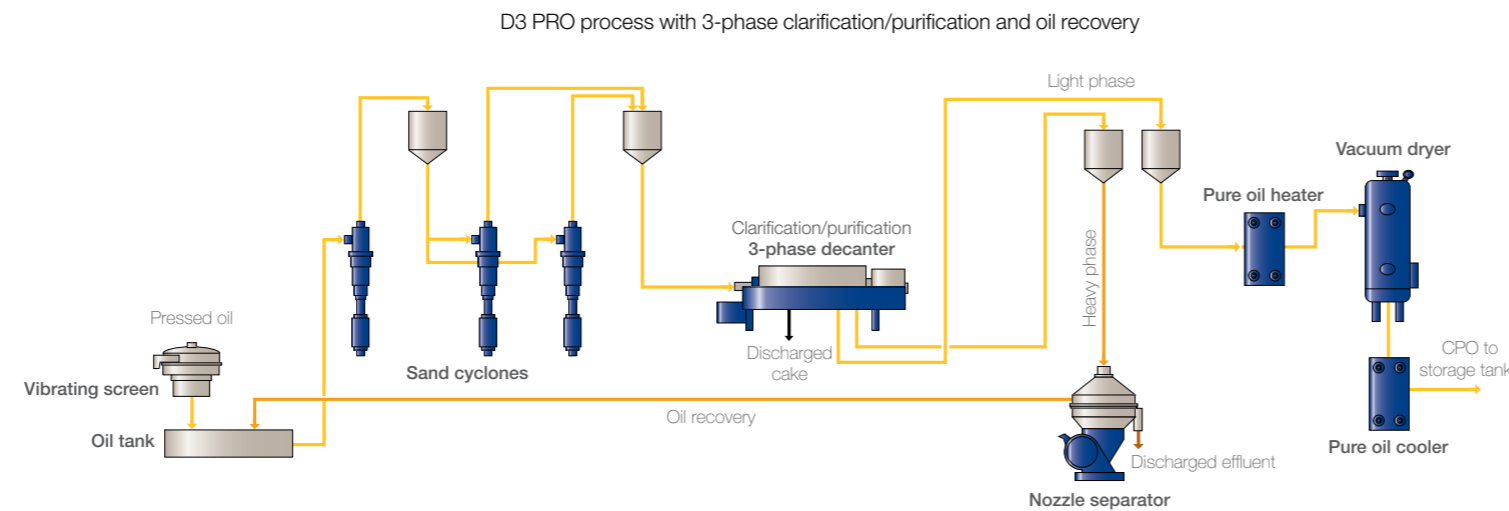 D3 PRO process with 3-phase clarification/purification and oil recovery
Light phase
Vacuum dryer
Pure oil heater
Clarification/purification
3-phase decanter
Heavy phase
Pressed oil
Vibrating screen
Sand cyclones
Discharged
cake
CPO to
storage tank
Oil recovery
Oil tank
Pure oil cooler
Discharged effluent
Nozzle separator